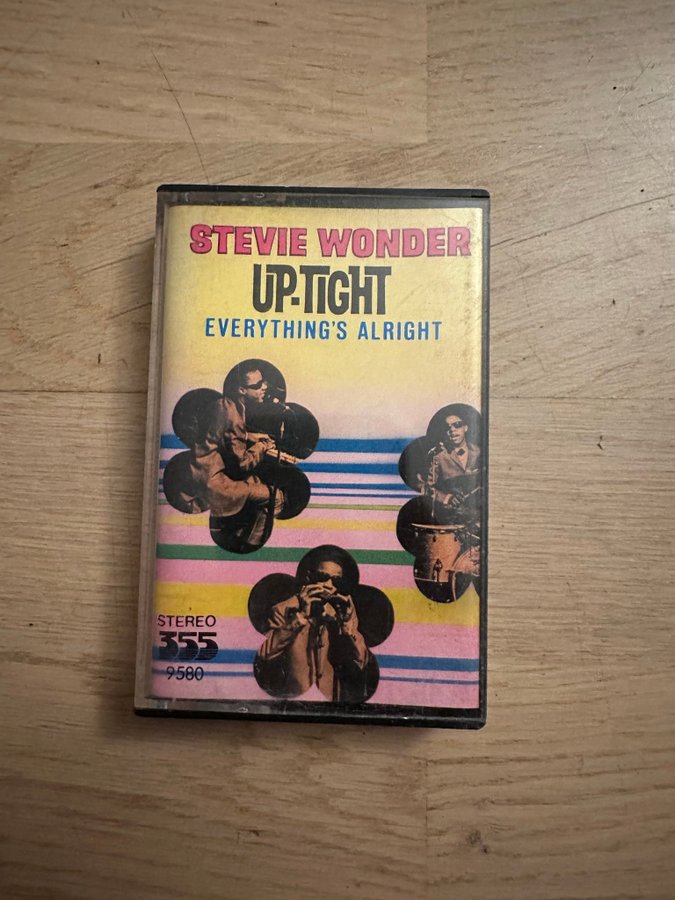 STEVIE WONDER
UP-TIGHT
EVERYTHING'S ALRIGHT
STEREO
355
9580